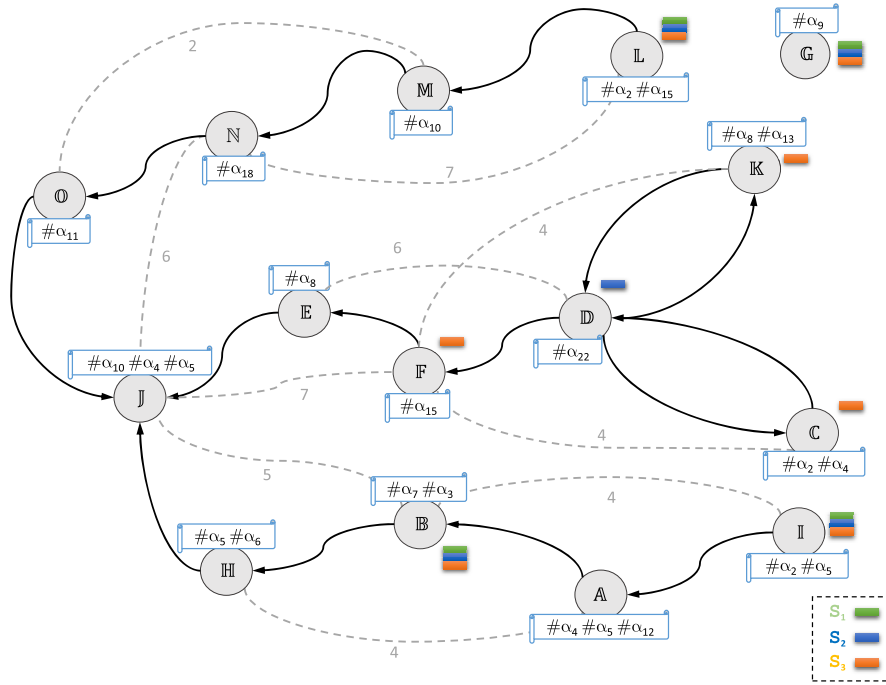 #α₉
𝔾
2
𝕃
#α₂ #α₁₅
𝕄
#α₁₀
#α₈ #α₁₃
ℕ
𝕂
#α₁₈
7
𝕆
#α₁₁
4
6
6
#α₈
𝔼
𝔻
#α₂₂
#α₁₀ #α₄ #α₅
𝔽
𝕁
7
#α₁₅
4
ℂ
#α₂ #α₄
5
#α₇ #α₃
4
𝔹
𝕀
#α₅ #α₆
#α₂ #α₅
ℍ
𝔸
#α₄ #α₅ #α₁₂
4
𝕊₁
𝕊₂
𝕊₃